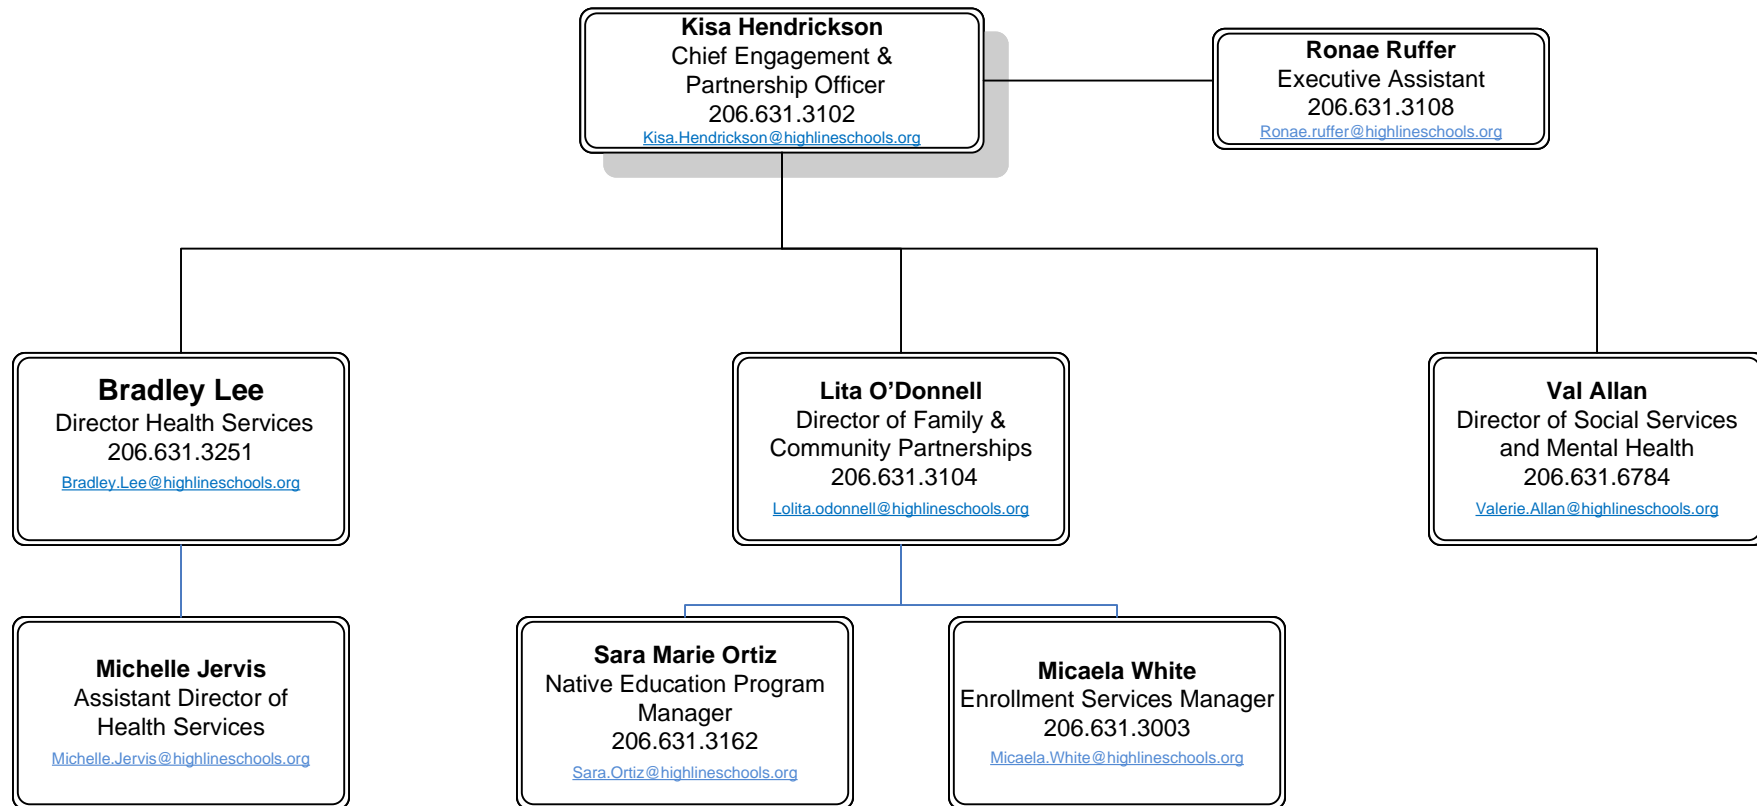 Kisa Hendrickson
Chief Engagement &
Partnership Officer
206.631.3102
Kisa.Hendrickson@highlineschools.org
Ronae Ruffer
Executive Assistant
206.631.3108
Ronae.ruffer@highlineschools.org
Bradley Lee
Director Health Services
206.631.3251
Bradley.Lee@highlineschools.org
Lita O’Donnell
Director of Family &
Community Partnerships
206.631.3104
Lolita.odonnell@highlineschools.org
Val Allan
Director of Social Services
and Mental Health
206.631.6784
Valerie.Allan@highlineschools.org
Michelle Jervis
Assistant Director of
Health Services
Michelle.Jervis@highlineschools.org
Sara Marie Ortiz
Native Education Program
Manager
206.631.3162
Sara.Ortiz@highlineschools.org
Micaela White
Enrollment Services Manager
206.631.3003
Micaela.White@highlineschools.org